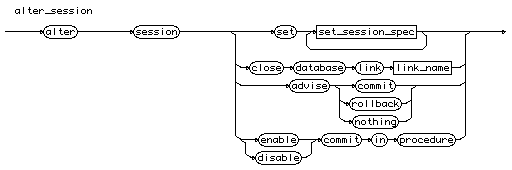 alter_session
alter session set set_session_spec
close database link link_name
advise commit
rollback
nothing
enable commit in procedure
disable